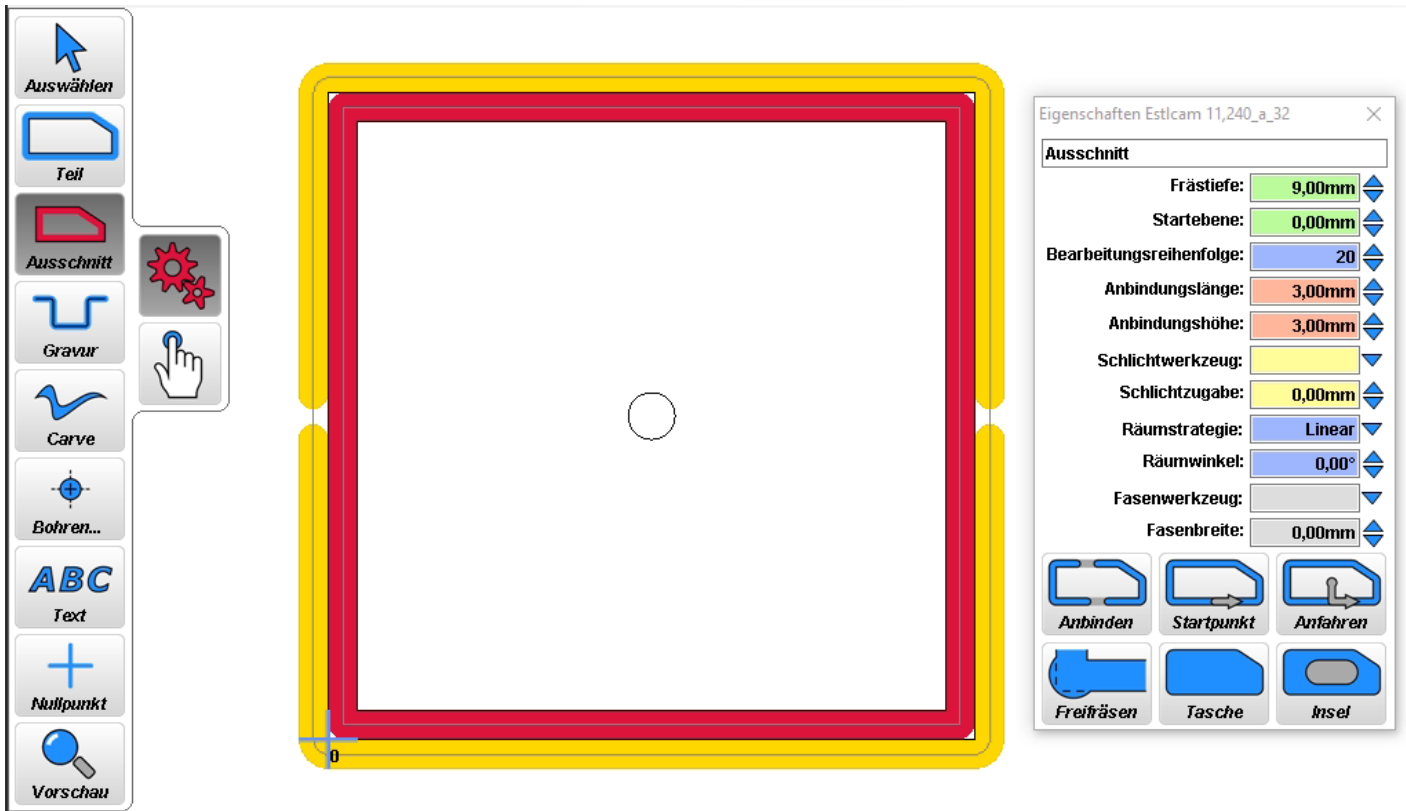 Auswählen
Teil
Ausschnitt
Gravur
Carve
Bohren...
ABC
Text
Nullpunkt
Vorschau
0
Eigenschaften Estlcam 11,240_a_32
Ausschnitt
Frästiefe: 9,00mm
Startebene: 0,00mm
Bearbeitungsreihenfolge: 20
Anbindungslänge: 3,00mm
Anbindungshöhe: 3,00mm
Schlichtwerkzeug:
Schlichtzugabe: 0,00mm
Räumstrategie: Linear
Räumwinkel: 0,00°
Fasenwerkzeug:
Fasenbreite: 0,00mm
Anbinden Startpunkt Anfahren
Freifräsen Tasche Insel